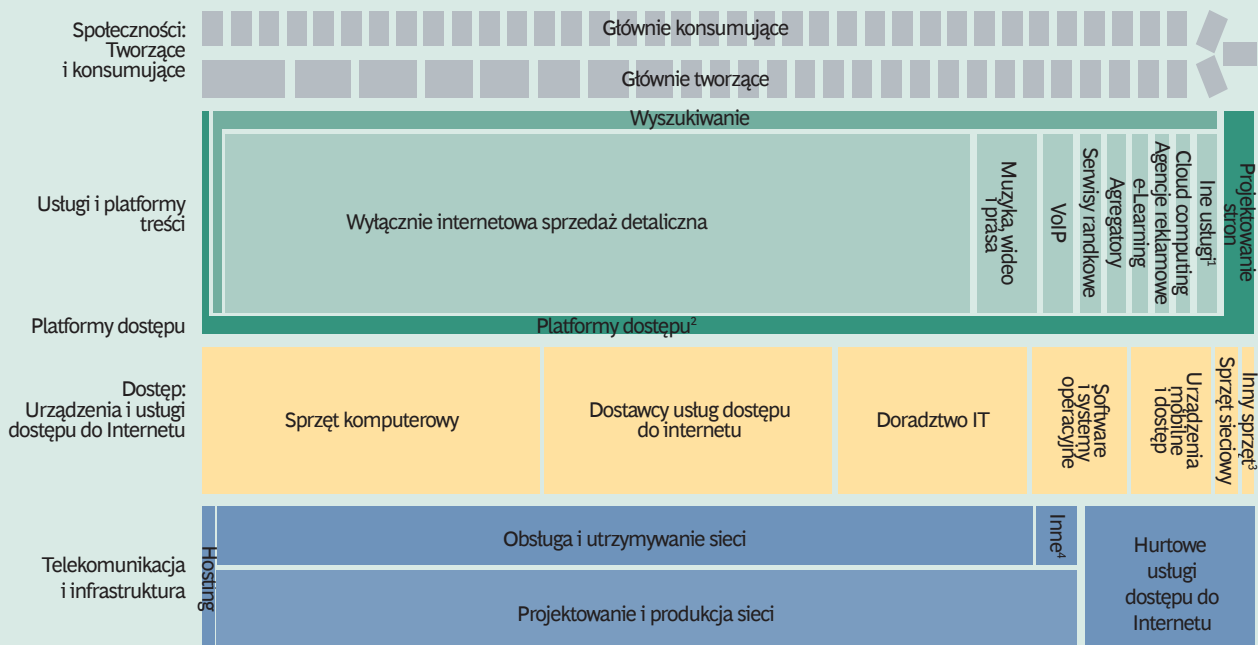 Społeczności:
Tworzące
i konsumujące
Głównie konsumujące
Głównie tworzące
Usługi i platformy
treści
Wyszukiwanie
Wyłącznie internetowa sprzedaż detaliczna
Muzyka, wideo
i prasa
VoIP
Serwisy randkowe
Agregatory
e-Learning
Agencje reklamowe
Cloud computing
Ine usługi¹
Projektowanie
stron
Platformy dostępu
Platformy dostępu²
Dostęp:
Urządzenia i usługi
dostępu do Internetu
Sprzęt komputerowy
Dostawcy usług dostępu
do internetu
Doradztwo IT
Software
i systemy
operacyjne
Urządzenia
mobilne
i dostęp
Sprzęt sieciowy
Inny sprzęt³
Telekomunikacja
i infrastruktura
Hosting
Obsługa i utrzymywanie sieci
Inne⁴
Projektowanie i produkcja sieci
Hurtowe
usługi
dostępu do
Internetu